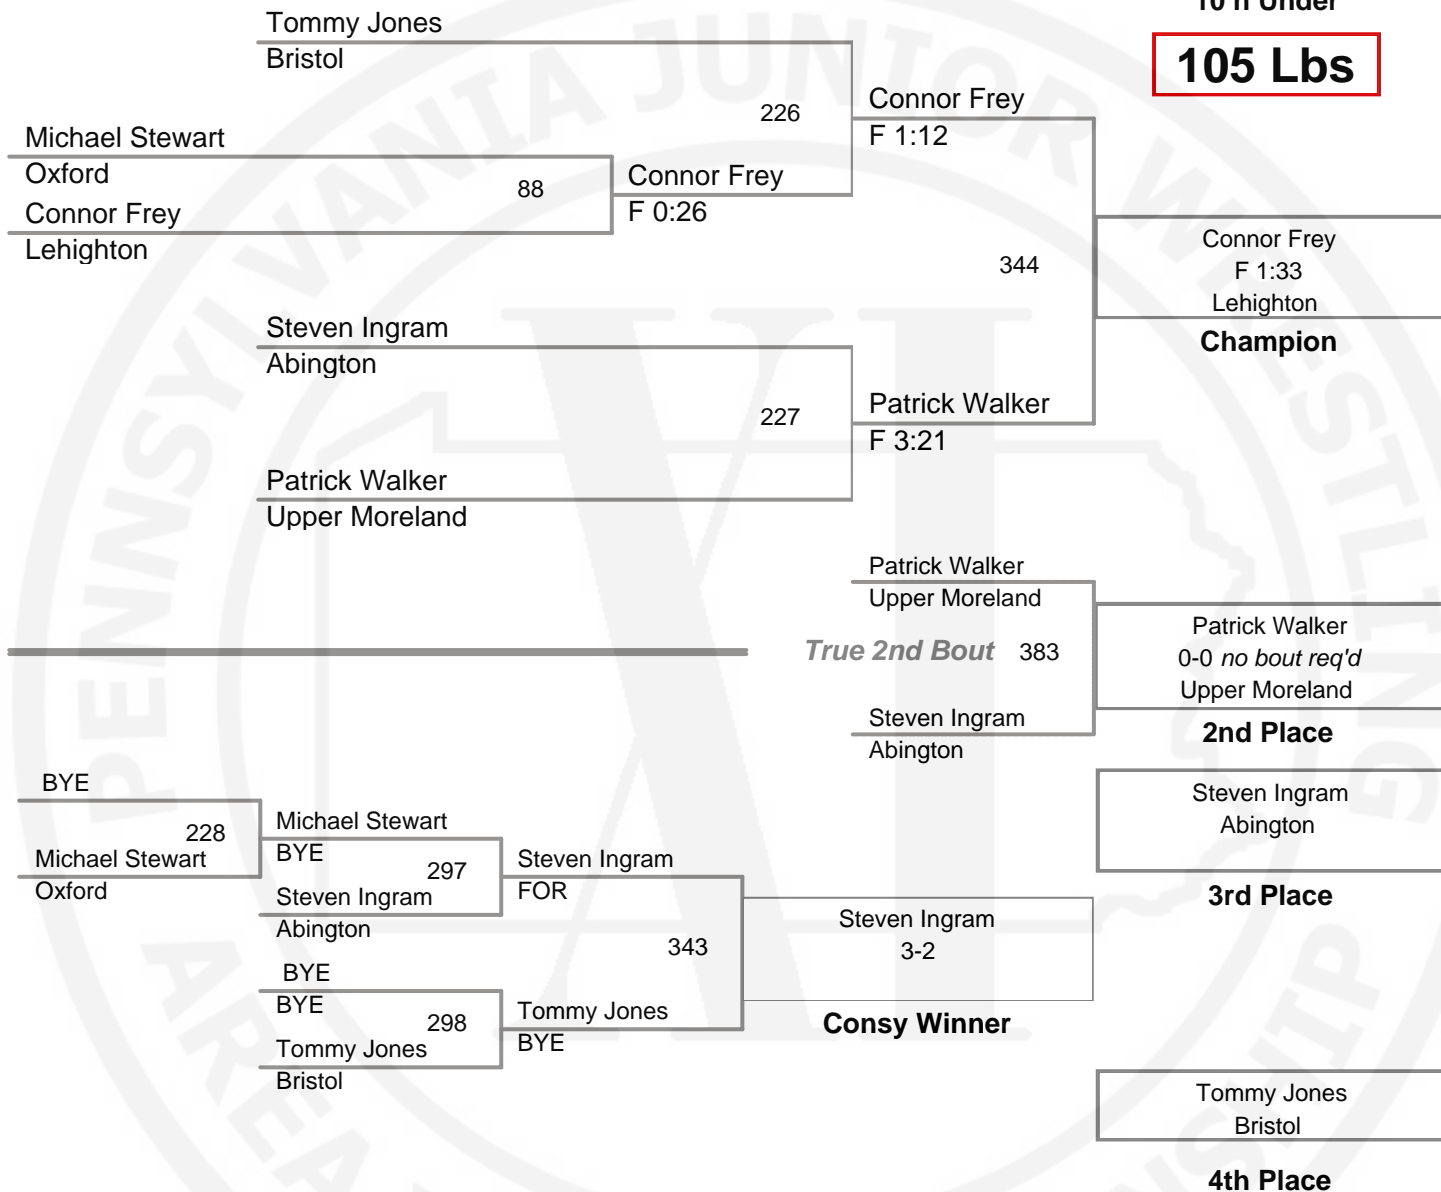 10 n Under
105 Lbs
Tommy Jones
Bristol
226
Connor Frey
F 1:12
Michael Stewart
Oxford
88
Connor Frey
F 0:26
Connor Frey
Lehighton
344
Connor Frey
F 1:33
Lehighton
Champion
Steven Ingram
Abington
227
Patrick Walker
F 3:21
Patrick Walker
Upper Moreland
Patrick Walker
Upper Moreland
True 2nd Bout 383
Steven Ingram
Abington
Patrick Walker
0-0 no bout req'd
Upper Moreland
2nd Place
Steven Ingram
Abington
3rd Place
BYE
228
Michael Stewart
Oxford
Michael Stewart
BYE
297
Steven Ingram
Abington
Steven Ingram
FOR
343
BYE
BYE
298
Tommy Jones
Bristol
Tommy Jones
BYE
Steven Ingram
3-2
Consy Winner
Tommy Jones
Bristol
4th Place
PENNSYLVANIA JUNIOR WRESTLING
XI
AREA